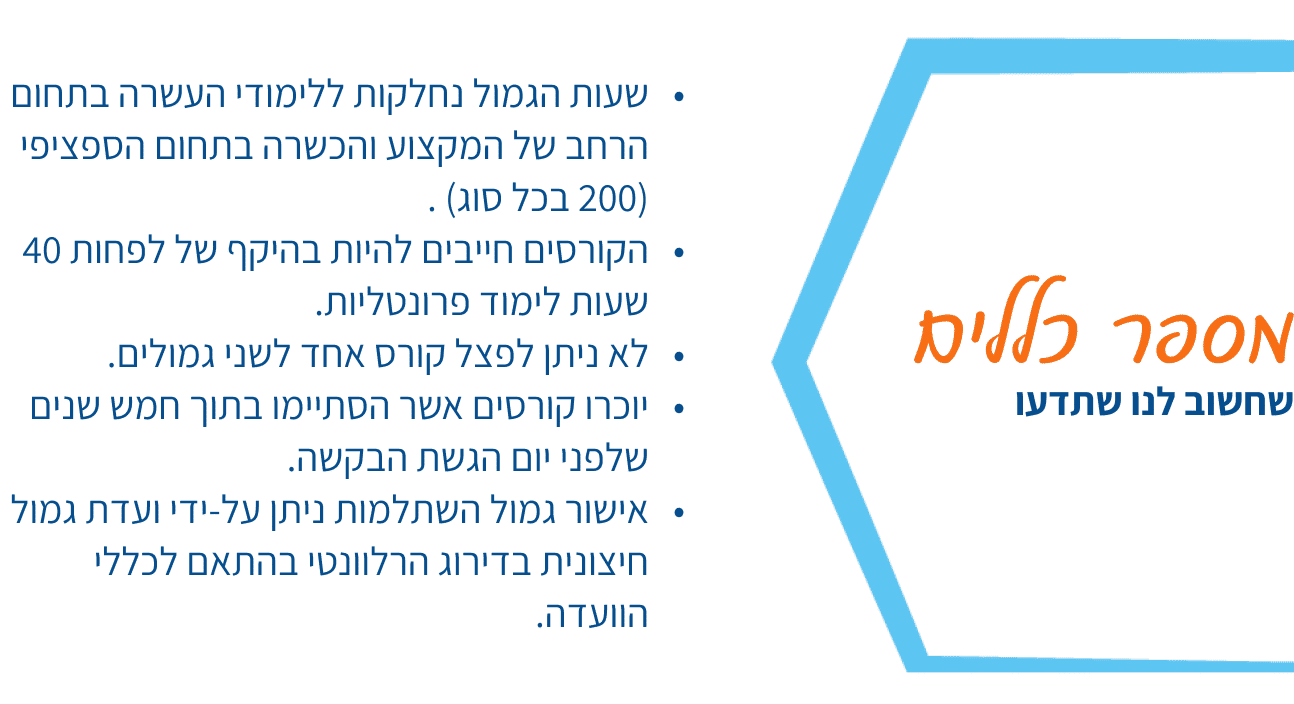 מספר כללים
שחשוב לנו שתדעו
• שעות הגמול נחלקות ללימודי העשרה בתחום
הרחב של המקצוע והכשרה בתחום הספציפי
(200 בכל סוג) .
• הקורסים חייבים להיות בהיקף של לפחות 40
שעות לימוד פרונטליות.
• לא ניתן לפצל קורס אחד לשני גמולים.
• יוכרו קורסים אשר הסתיימו בתוך חמש שנים
שלפני יום הגשת הבקשה.
• אישור גמול השתלמות ניתן על-ידי ועדת גמול
חיצונית בדירוג הרלוונטי בהתאם לכללי
הוועדה.